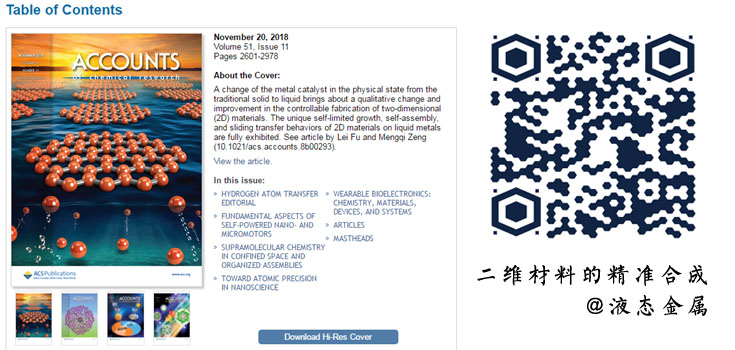 Table of Contents
November 20, 2018
Volume 51, Issue 11
Pages 2601-2978
About the Cover:
A change of the metal catalyst in the physical state from the
traditional solid to liquid brings about a qualitative change and
improvement in the controllable fabrication of two-dimensional
(2D) materials. The unique self-limited growth, self-assembly,
and sliding transfer behaviors of 2D materials on liquid metals
are fully exhibited. See article by Lei Fu and Mengqi Zeng
(10.1021/acs.accounts.8b00293).
View the article.
In this issue:
» HYDROGEN ATOM TRANSFER
EDITORIAL
» FUNDAMENTAL ASPECTS OF
SELF-POWERED NANO- AND
MICROMOTORS
» SUPRAMOLECULAR CHEMISTRY
IN CONFINED SPACE AND
ORGANIZED ASSEMBLIES
» TOWARD ATOMIC PRECISION
IN NANOSCIENCE
» WEARABLE BIOELECTRONICS:
CHEMISTRY, MATERIALS,
DEVICES, AND SYSTEMS
» ARTICLES
» MASTHEADS
Download Hi-Res Cover
ACCOUNTS
of chemical research
ACS Publications
www.acs.org
二维材料的精准合成
@液态金属